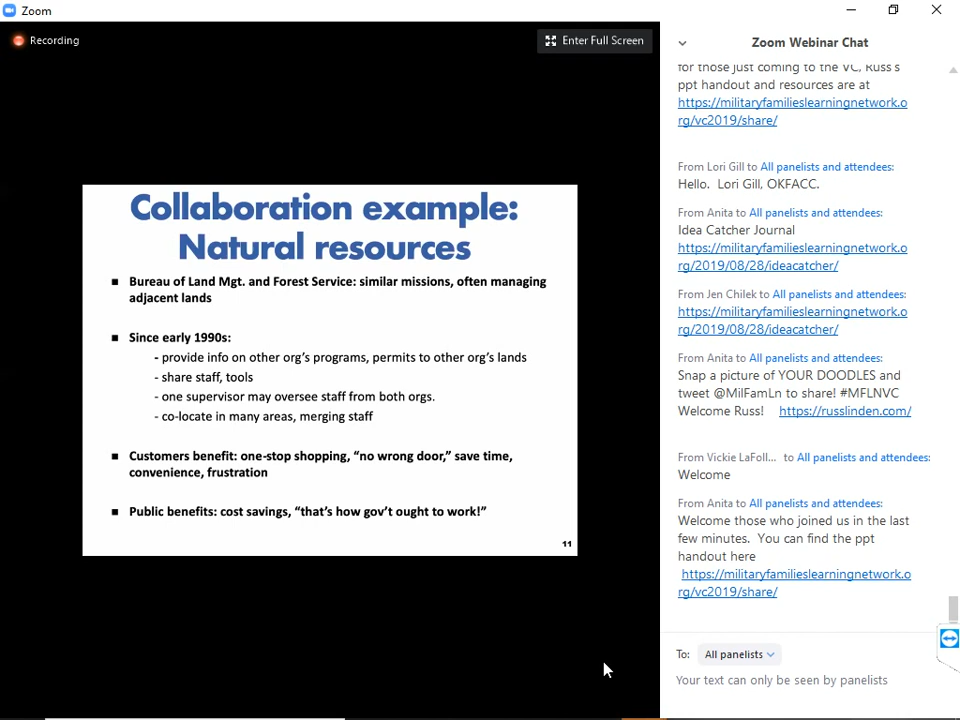 Zoom
Recording
Enter Full Screen
Collaboration example:
Natural resources
■ Bureau of Land Mgt. and Forest Service: similar missions, often managing
adjacent lands
■ Since early 1990s:
- provide info on other org’s programs, permits to other org’s lands
- share staff, tools
- one supervisor may oversee staff from both orgs.
- co-locate in many areas, merging staff
■ Customers benefit: one-stop shopping, “no wrong door,” save time,
convenience, frustration
■ Public benefits: cost savings, “that’s how gov’t ought to work!”
11
Zoom Webinar Chat
for those just coming to the VC, Russ's
ppt handout and resources are at
https://militaryfamilieslearningnetwork.o
rg/vc2019/share/
From Lori Gill to All panelists and attendees:
Hello. Lori Gill, OKFACC.
From Anita to All panelists and attendees:
Idea Catcher Journal
https://militaryfamilieslearningnetwork.o
rg/2019/08/28/ideacatcher/
From Jen Chilek to All panelists and attendees:
https://militaryfamilieslearningnetwork.o
rg/2019/08/28/ideacatcher/
From Anita to All panelists and attendees:
Snap a picture of YOUR DOODLES and
tweet @MilFamLn to share! #MFLNVC
Welcome Russ! https://russlinden.com/
From Vickie LaFoll... to All panelists and attendees:
Welcome
From Anita to All panelists and attendees:
Welcome those who joined us in the last
few minutes. You can find the ppt
handout here
https://militaryfamilieslearningnetwork.o
rg/vc2019/share/
To: All panelists
Your text can only be seen by panelists